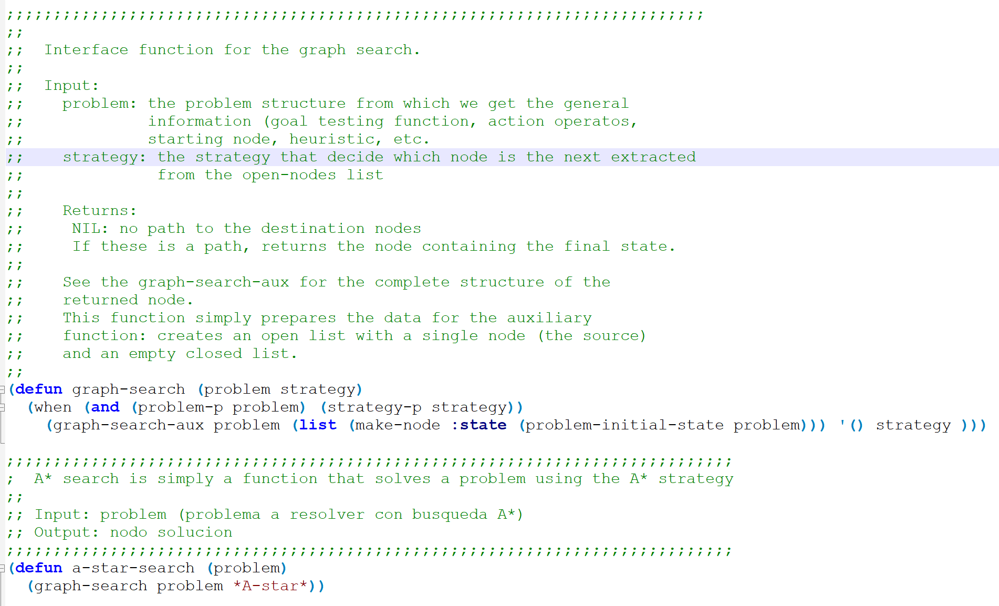 ;;;;;;;;;;;;;;;;;;;;;;;;;;;;;;;;;;;;;;;;;;;;;;;;;;;;;;;;;;;;;;;;;;;;;;;;;;
;;
;;  Interface function for the graph search.
;;
;;  Input:
;;    problem: the problem structure from which we get the general
;;             information (goal testing function, action operatos,
;;             starting node, heuristic, etc.
;;    strategy: the strategy that decide which node is the next extracted
;;              from the open-nodes list
;;
;;    Returns:
;;     NIL: no path to the destination nodes
;;     If these is a path, returns the node containing the final state.
;;
;;    See the graph-search-aux for the complete structure of the
;;    returned node.
;;    This function simply prepares the data for the auxiliary
;;    function: creates an open list with a single node (the source)
;;    and an empty closed list.
;;
(defun graph-search (problem strategy)
  (when (and (problem-p problem) (strategy-p strategy))
    (graph-search-aux problem (list (make-node :state (problem-initial-state problem))) '() strategy )))
;;;;;;;;;;;;;;;;;;;;;;;;;;;;;;;;;;;;;;;;;;;;;;;;;;;;;;;;;;;;;;;;;;;;;;;;;;;;;
;  A* search is simply a function that solves a problem using the A* strategy
;;
;; Input: problem (problema a resolver con busqueda A*)
;; Output: nodo solucion
;;;;;;;;;;;;;;;;;;;;;;;;;;;;;;;;;;;;;;;;;;;;;;;;;;;;;;;;;;;;;;;;;;;;;;;;;;;;;
(defun a-star-search (problem)
  (graph-search problem *A-star*))